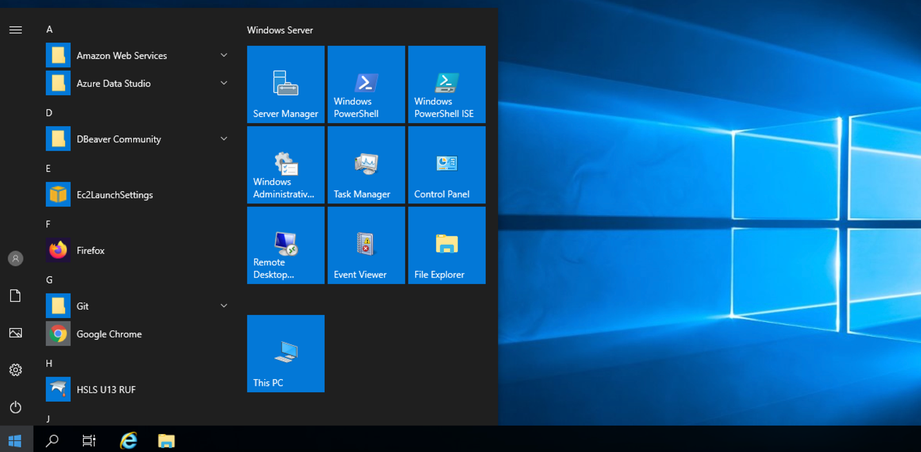 A
Amazon Web Services
Azure Data Studio
D
DBeaver Community
E
Ec2LaunchSettings
F
Firefox
G
Git
Google Chrome
H
HSLS U13 RUF
J
Windows Server
Server Manager
Windows
PowerShell
Windows
PowerShell ISE
Windows
Administrativ...
Task Manager
Control Panel
Remote
Desktop...
Event Viewer
File Explorer
This PC